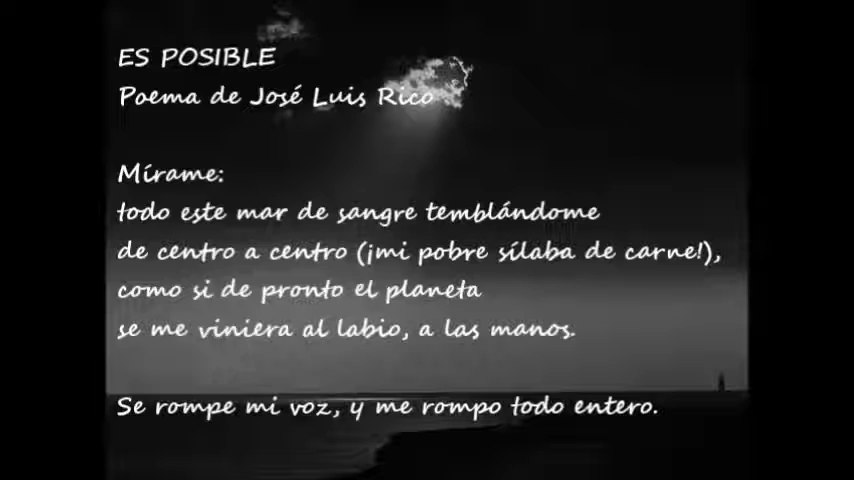 ES POSIBLE
Poema de José Luis Rico
Mírame:
todo este mar de sangre temblándome
de centro a centro (¡mi pobre sílaba de carne!),
como si de pronto el planeta
se me viniera al labio, a las manos.
Se rompe mi voz, y me rompo todo entero.